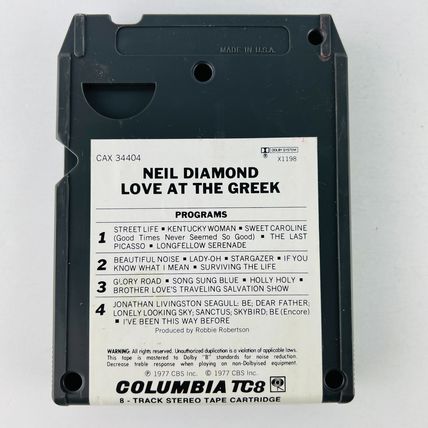 MADE IN U.S.A.
CAX 34404
DOLBY SYSTEM
℗ X1198
NEIL DIAMOND
LOVE AT THE GREEK
PROGRAMS
1 STREET LIFE ▪ KENTUCKY WOMAN ▪ SWEET CAROLINE
(Good Times Never Seemed So Good) ▪ THE LAST
PICASSO ▪ LONGFELLOW SERENADE
2 BEAUTIFUL NOISE ▪ LADY-OH ▪ STARGAZER ▪ IF YOU
KNOW WHAT I MEAN ▪ SURVIVING THE LIFE
3 GLORY ROAD ▪ SONG SUNG BLUE ▪ HOLLY HOLY ▪
BROTHER LOVE'S TRAVELING SALVATION SHOW
4 JONATHAN LIVINGSTON SEAGULL: BE; DEAR FATHER;
LONELY LOOKING SKY; SANCTUS; SKYBIRD; BE (Encore)
▪ I'VE BEEN THIS WAY BEFORE
Produced by Robbie Robertson
WARNING: All rights reserved. Unauthorized duplication is a violation of applicable laws.
This tape is mastered to Dolby "B" standards for noise reduction.
Decrease treble response when playing on non-Dolbyised equipment.
℗ 1977 CBS Inc. © 1977 CBS Inc.
COLUMBIA TC8
8 - TRACK STEREO TAPE CARTRIDGE